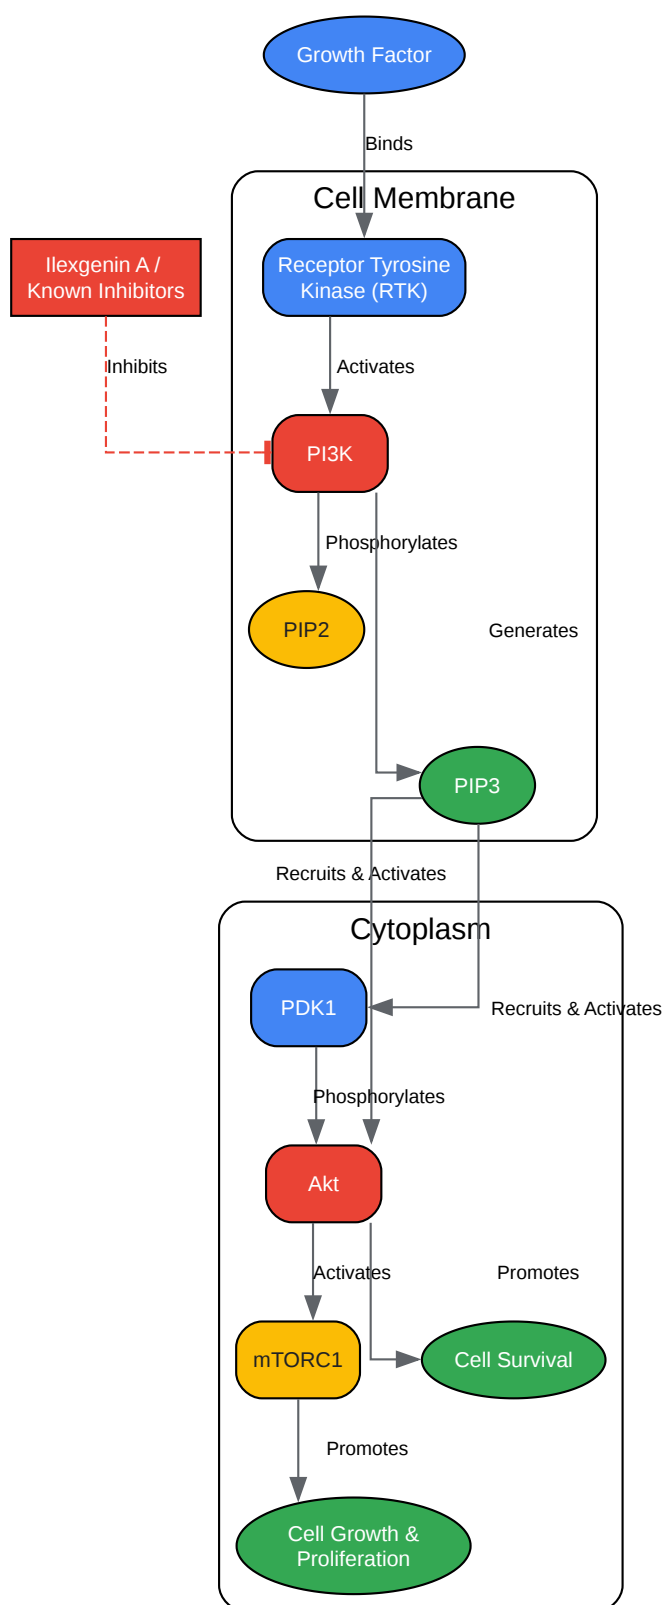 Growth Factor
Binds
Cell Membrane
Ilexgenin A /
Known Inhibitors
Receptor Tyrosine
Kinase (RTK)
Inhibits
Activates
PI3K
Phosphorylates
PIP2
Generates
PIP3
Recruits & Activates
Cytoplasm
PDK1
Recruits & Activates
Phosphorylates
Akt
Activates
Promotes
mTORC1
Cell Survival
Promotes
Cell Growth &
Proliferation